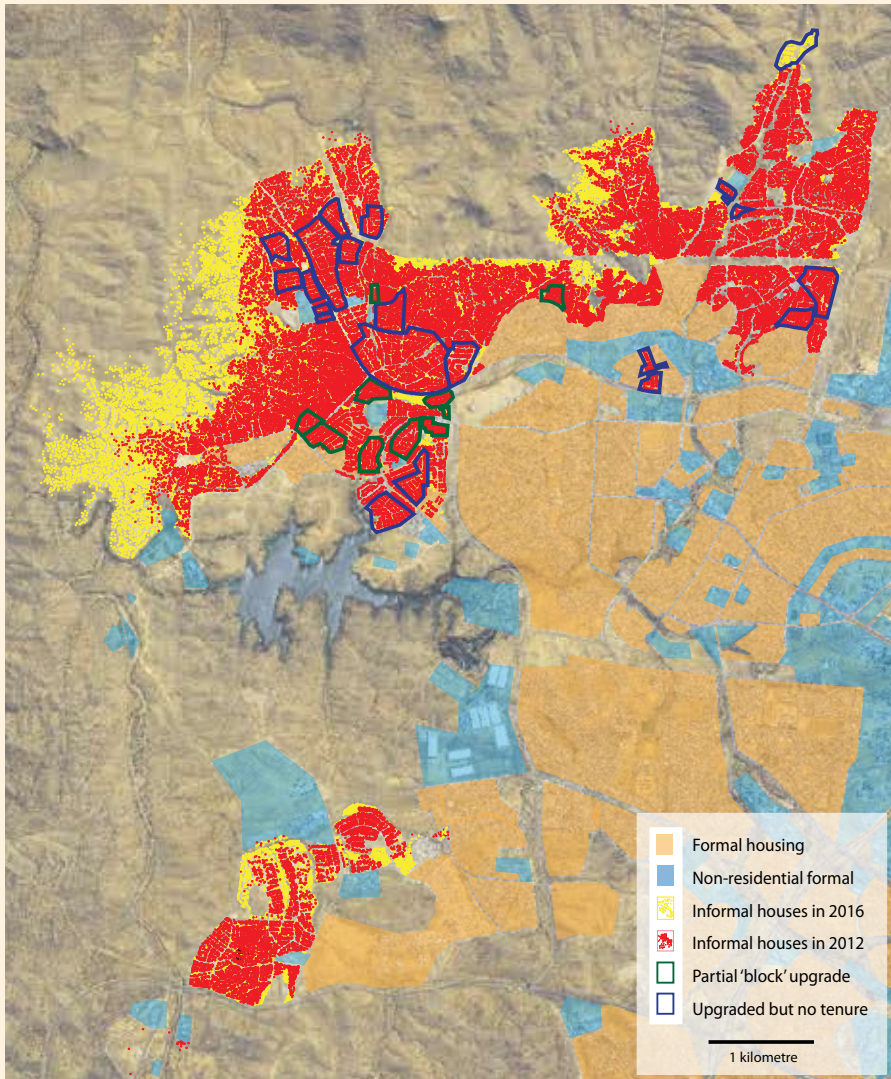 Formal housing
Non-residential formal
Informal houses in 2016
Informal houses in 2012
Partial ‘block’ upgrade
Upgraded but no tenure
1 kilometre